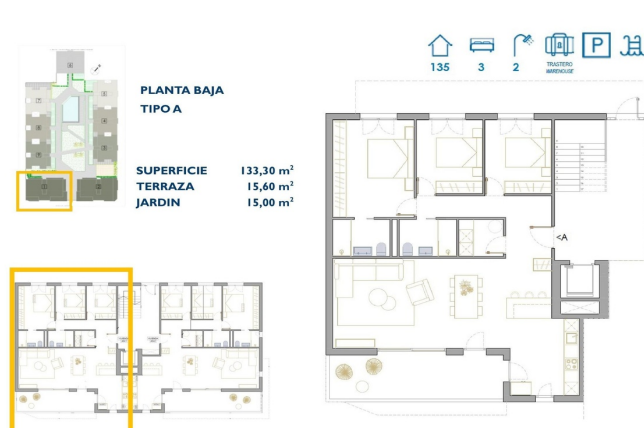 135
3
2
TRASTERO
WAREHOUSE
P
PLANTA BAJA
TIPO A
SUPERFICIE 133,30 m²
TERRAZA 15,60 m²
JARDIN 15,00 m²
<A